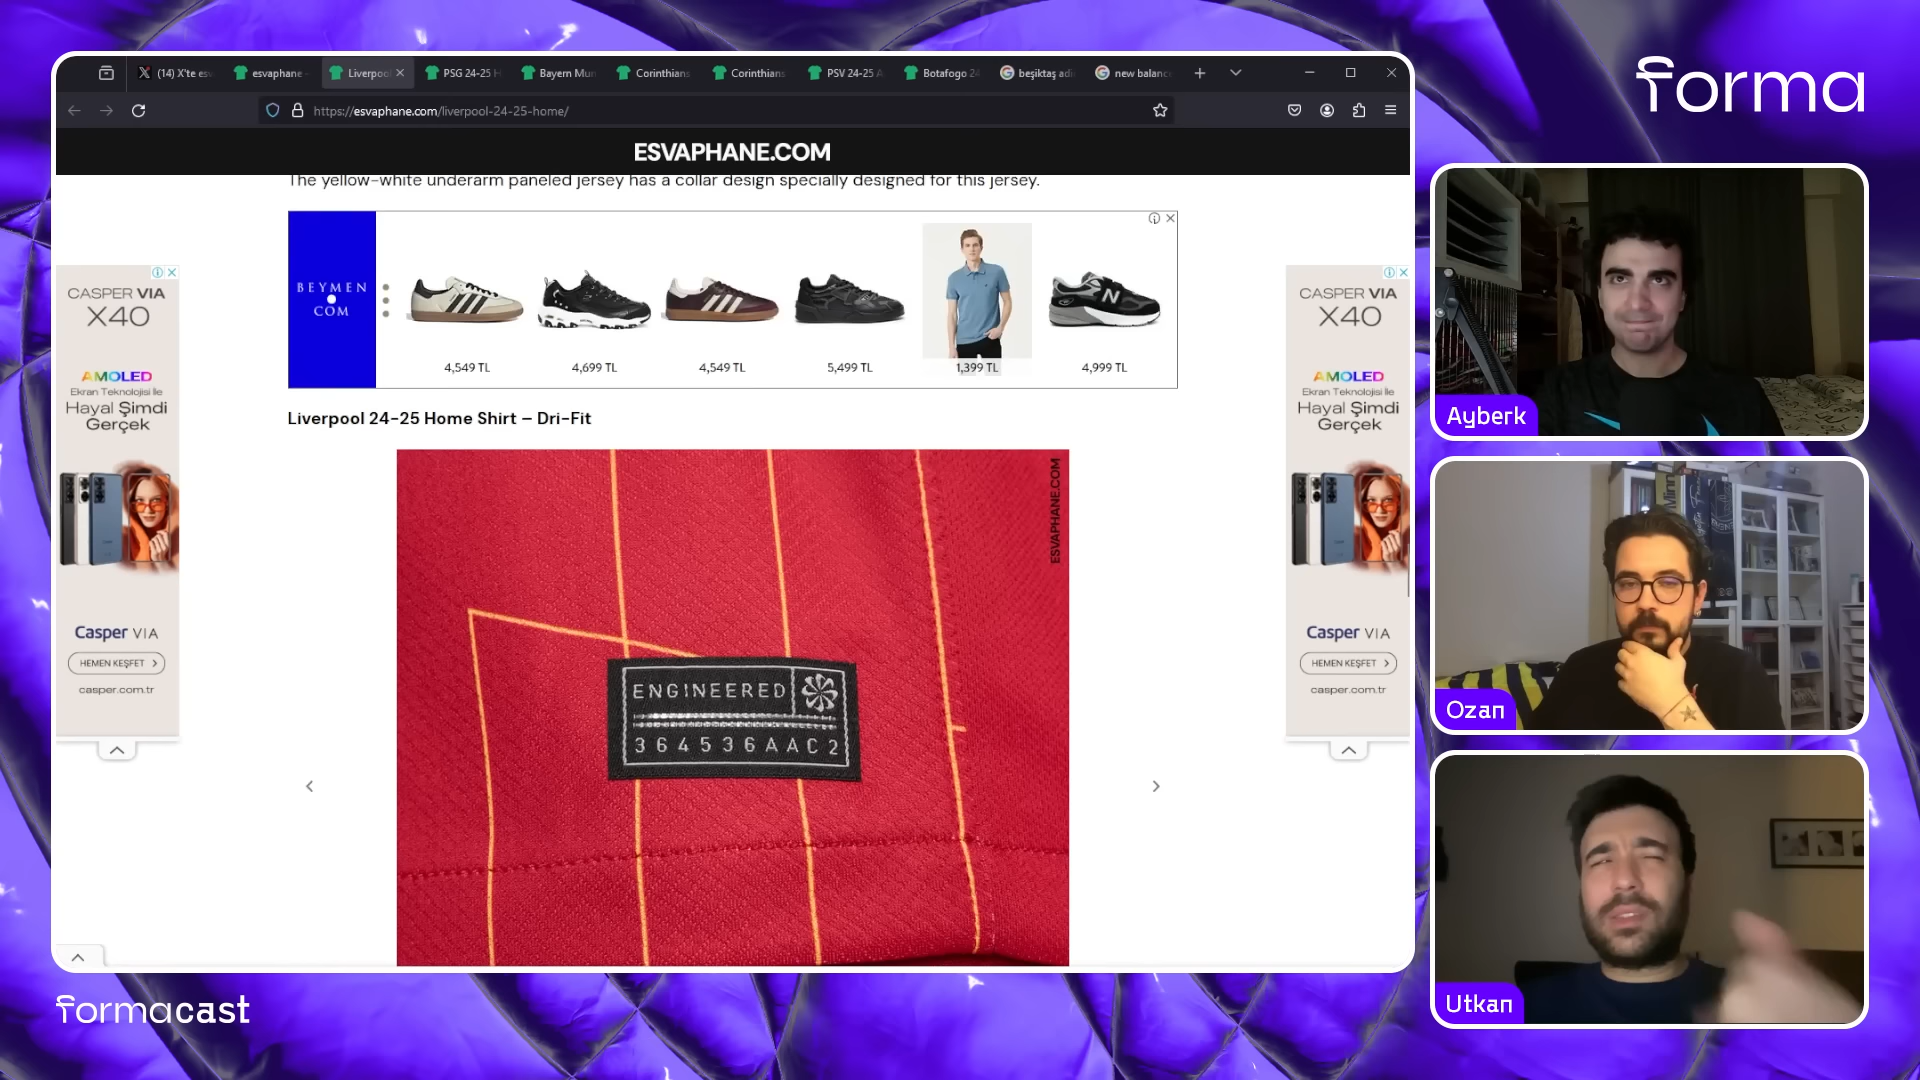 forma
(14) X'te esv
esvaphane -
Liverpool
PSG 24-25 H
Bayern Mun
Corinthians
Corinthians
PSV 24-25 A
Botafogo 24
beşiktaş adi
new balanc
https://esvaphane.com/liverpool-24-25-home/
ESVAPHANE.COM
The yellow-white underarm paneled jersey has a collar design specially designed for this jersey.
BEYMEN
COM
4,549 TL
4,699 TL
4,549 TL
5,499 TL
1,399 TL
4,999 TL
CASPER VIA
X40
AMOLED
Ekran Teknolojisi İle
Hayal Şimdi
Gerçek
Casper VIA
HEMEN KEŞFET
casper.com.tr
Liverpool 24-25 Home Shirt – Dri-Fit
ESVAPHANE.COM
ENGINEERED
364536AAC2
CASPER VIA
X40
AMOLED
Ekran Teknolojisi İle
Hayal Şimdi
Gerçek
Casper VIA
HEMEN KEŞFET
casper.com.tr
Ayberk
Ozan
Utkan
formacast